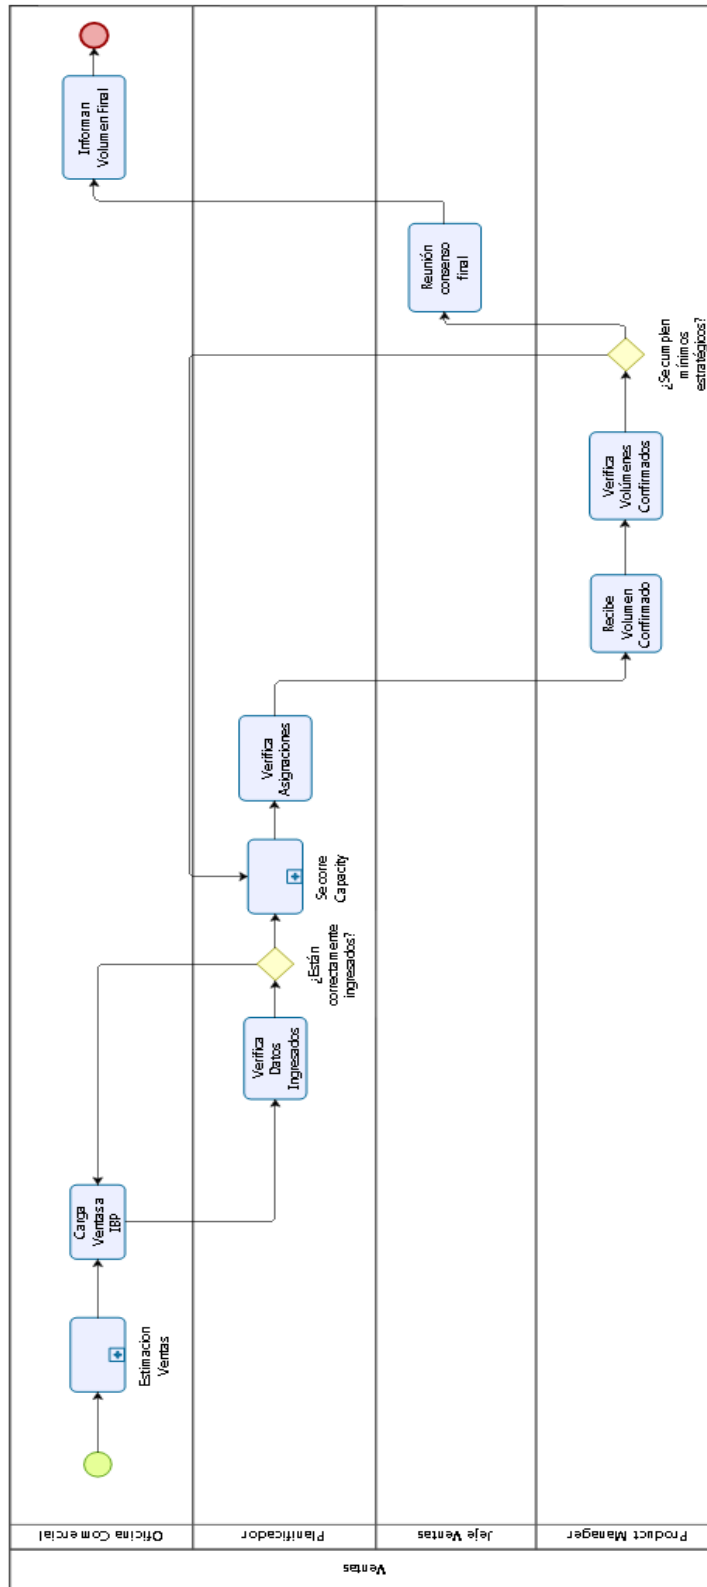 Ventas
Oficina Comercial
Planificador
Jeje Ventas
Product Manager
Estimacion
Ventas
Carga
Ventas a
IBP
Verifica
Datos
Ingresados
¿Están
correctamente
ingresados?
Se corre
Capacity
Verifica
Asignaciones
Recibe
Volumen
Confirmado
Verifica
Volúmenes
Confirmados
¿Se cumplen
mínimos
estratégicos?
Reunión
consenso
final
Informan
Volumen Final